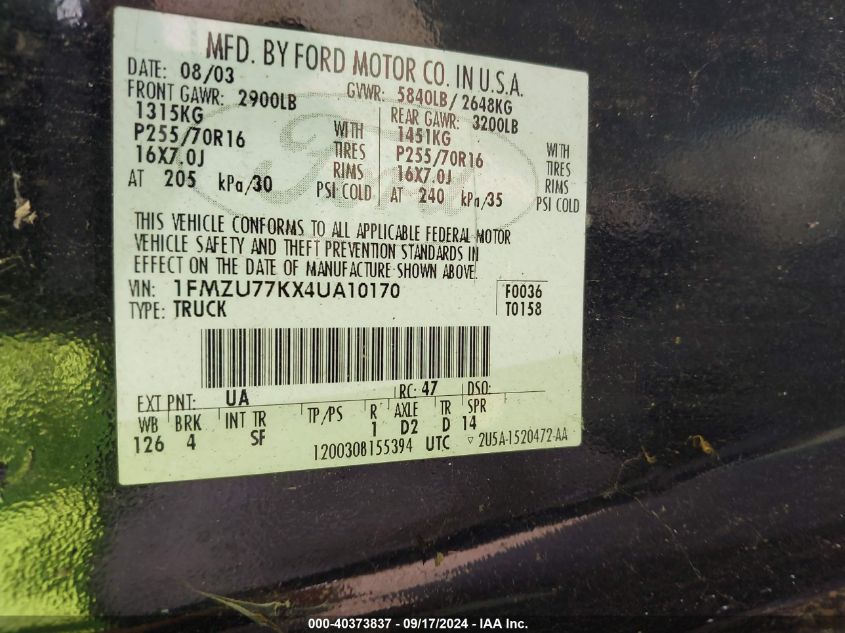 MFD. BY FORD MOTOR CO. IN U.S.A.
DATE: 08/03 GVWR: 5840LB/2648KG
FRONT GAWR: 2900LB REAR GAWR: 3200LB
1315KG 1451KG
P255/70R16 WITH TIRES P255/70R16 WITH TIRES
16X7.0J RIMS 16X7.0J RIMS
AT 205 kPa/30 PSI COLD AT 240 kPa/35 PSI COLD
THIS VEHICLE CONFORMS TO ALL APPLICABLE FEDERAL MOTOR
VEHICLE SAFETY AND THEFT PREVENTION STANDARDS IN
EFFECT ON THE DATE OF MANUFACTURE SHOWN ABOVE.
VIN: 1FMZU77KX4UA10170 F0036
TYPE: TRUCK T0158
EXT PNT: UA RC: 47 DSO:
WB BRK INT TR TP/PS R AXLE TR SPR
126 4 SF 1 D2 D 14
1200308155394 UTC ▽ 2U5A-1520472-AA
Ford
000-40373837 - 09/17/2024 - US Inc.